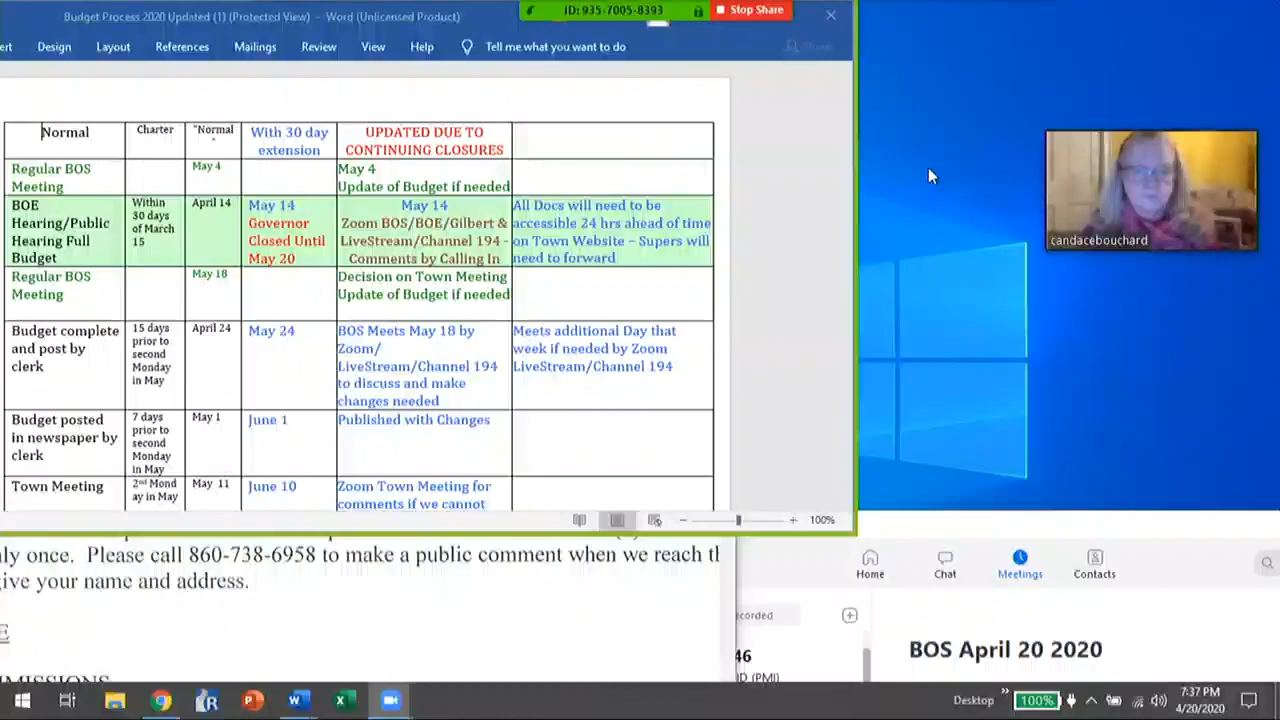 Budget Process 2020 Updated (1) (Protected View) - Word (Unlicensed Product)
ID: 935-7005-8393
Stop Share
ert Design Layout References Mailings Review View Help Tell me what you want to do Share
Normal Charter "Normal" With 30 day extension UPDATED DUE TO CONTINUING CLOSURES
Regular BOS Meeting May 4 May 4
Update of Budget if needed
BOE Hearing/Public Hearing Full Budget
Within 30 days of March 15
April 14
May 14
Governor Closed Until May 20
May 14
Zoom BOS/BOE/Gilbert & LiveStream/Channel 194 - Comments by Calling In
All Docs will need to be accessible 24 hrs ahead of time on Town Website – Supers will need to forward
Regular BOS Meeting
May 18
Decision on Town Meeting
Update of Budget if needed
Budget complete and post by clerk
15 days prior to second Monday in May
April 24
May 24
BOS Meets May 18 by Zoom/ LiveStream/Channel 194 to discuss and make changes needed
Meets additional Day that week if needed by Zoom LiveStream/Channel 194
Budget posted in newspaper by clerk
7 days prior to second Monday in May
May 1
June 1
Published with Changes
Town Meeting
2nd Mond ay in May
May 11
June 10
Zoom Town Meeting for comments if we cannot
100%
candacebouchard
nly once. Please call 860-738-6958 to make a public comment when we reach th
give your name and address.
Home Chat Meetings Contacts
corded
46
ID (PMI)
BOS April 20 2020
Desktop
100%
7:37 PM
4/20/2020